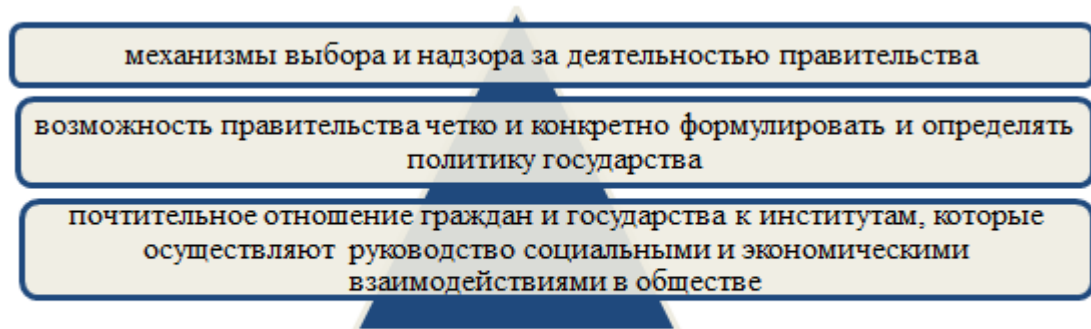 механизмы выбора и надзора за деятельностью правительства
возможность правительства четко и конкретно формулировать и определять
политику государства
почтительное отношение граждан и государства к институтам, которые
осуществляют руководство социальными и экономическими
взаимодействиями в обществе